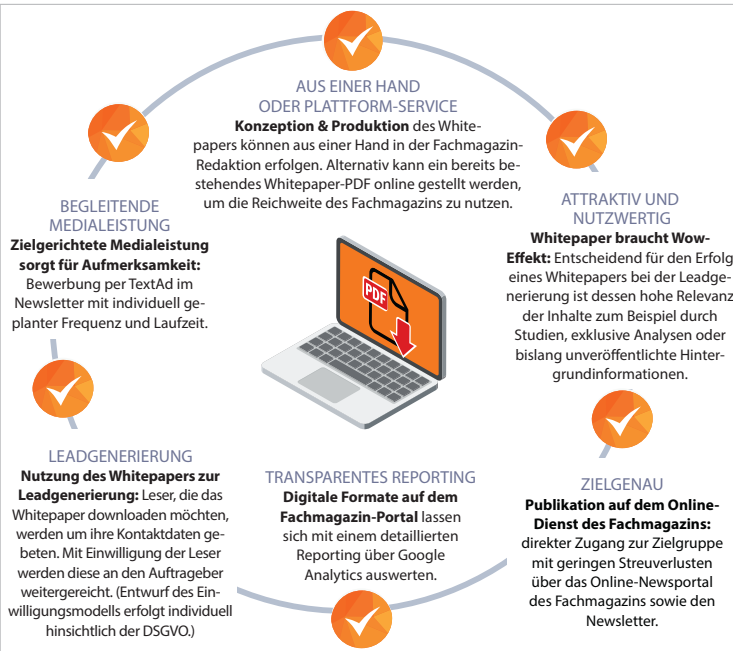 AUS EINER HAND
ODER PLATTFORM-SERVICE
Konzeption & Produktion des White-
papers können aus einer Hand in der Fachmagazin-
Redaktion erfolgen. Alternativ kann ein bereits be-
stehendes Whitepaper-PDF online gestellt werden,
um die Reichweite des Fachmagazins zu nutzen.
ATTRAKTIV UND
NUTZWERTIG
Whitepaper braucht Wow-
Effekt: Entscheidend für den Erfolg
eines Whitepapers bei der Leadge-
nerierung ist dessen hohe Relevanz
der Inhalte zum Beispiel durch
Studien, exklusive Analysen oder
bislang unveröffentlichte Hinter-
grundinformationen.
ZIELGENAU
Publikation auf dem Online-
Dienst des Fachmagazins:
direkter Zugang zur Zielgruppe
mit geringen Streuverlusten
über das Online-Newsportal
des Fachmagazins sowie den
Newsletter.
TRANSPARENTES REPORTING
Digitale Formate auf dem
Fachmagazin-Portal lassen
sich mit einem detaillierten
Reporting über Google
Analytics auswerten.
LEADGENERIERUNG
Nutzung des Whitepapers zur
Leadgenerierung: Leser, die das
Whitepaper downloaden möchten,
werden um ihre Kontaktdaten ge-
beten. Mit Einwilligung der Leser
werden diese an den Auftrageber
weitergereicht. (Entwurf des Ein-
willigungsmodells erfolgt individuell
hinsichtlich der DSGVO.)
BEGLEITENDE
MEDIALEISTUNG
Zielgerichtete Medialeistung
sorgt für Aufmerksamkeit:
Bewerbung per TextAd im
Newsletter mit individuell ge-
planter Frequenz und Laufzeit.
PDF